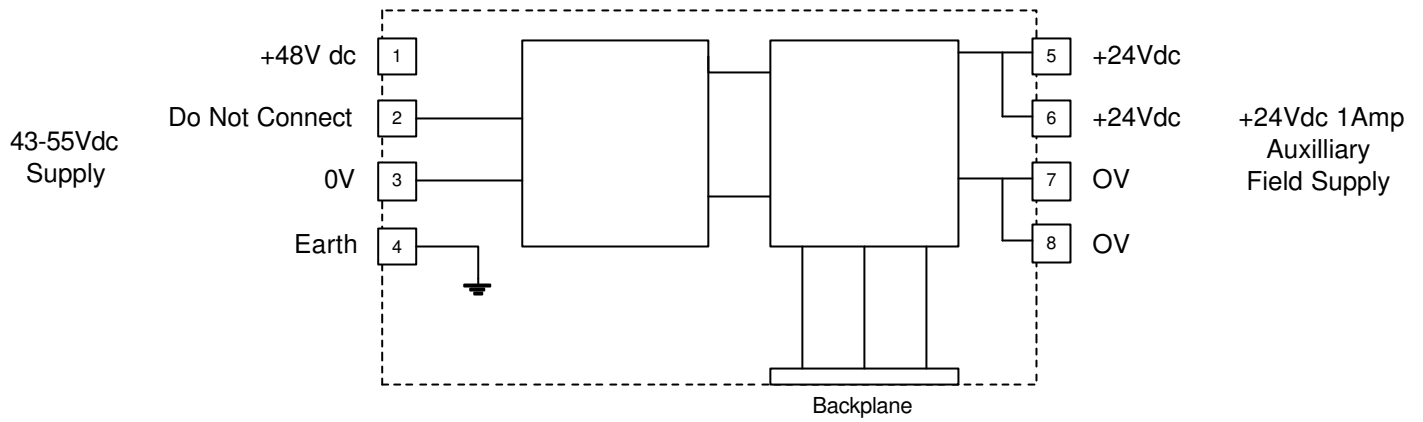 43-55Vdc
Supply
+48V dc
1
Do Not Connect
2
0V
3
Earth
4
5
+24Vdc
6
+24Vdc
7
OV
8
OV
+24Vdc 1Amp
Auxilliary
Field Supply
Backplane